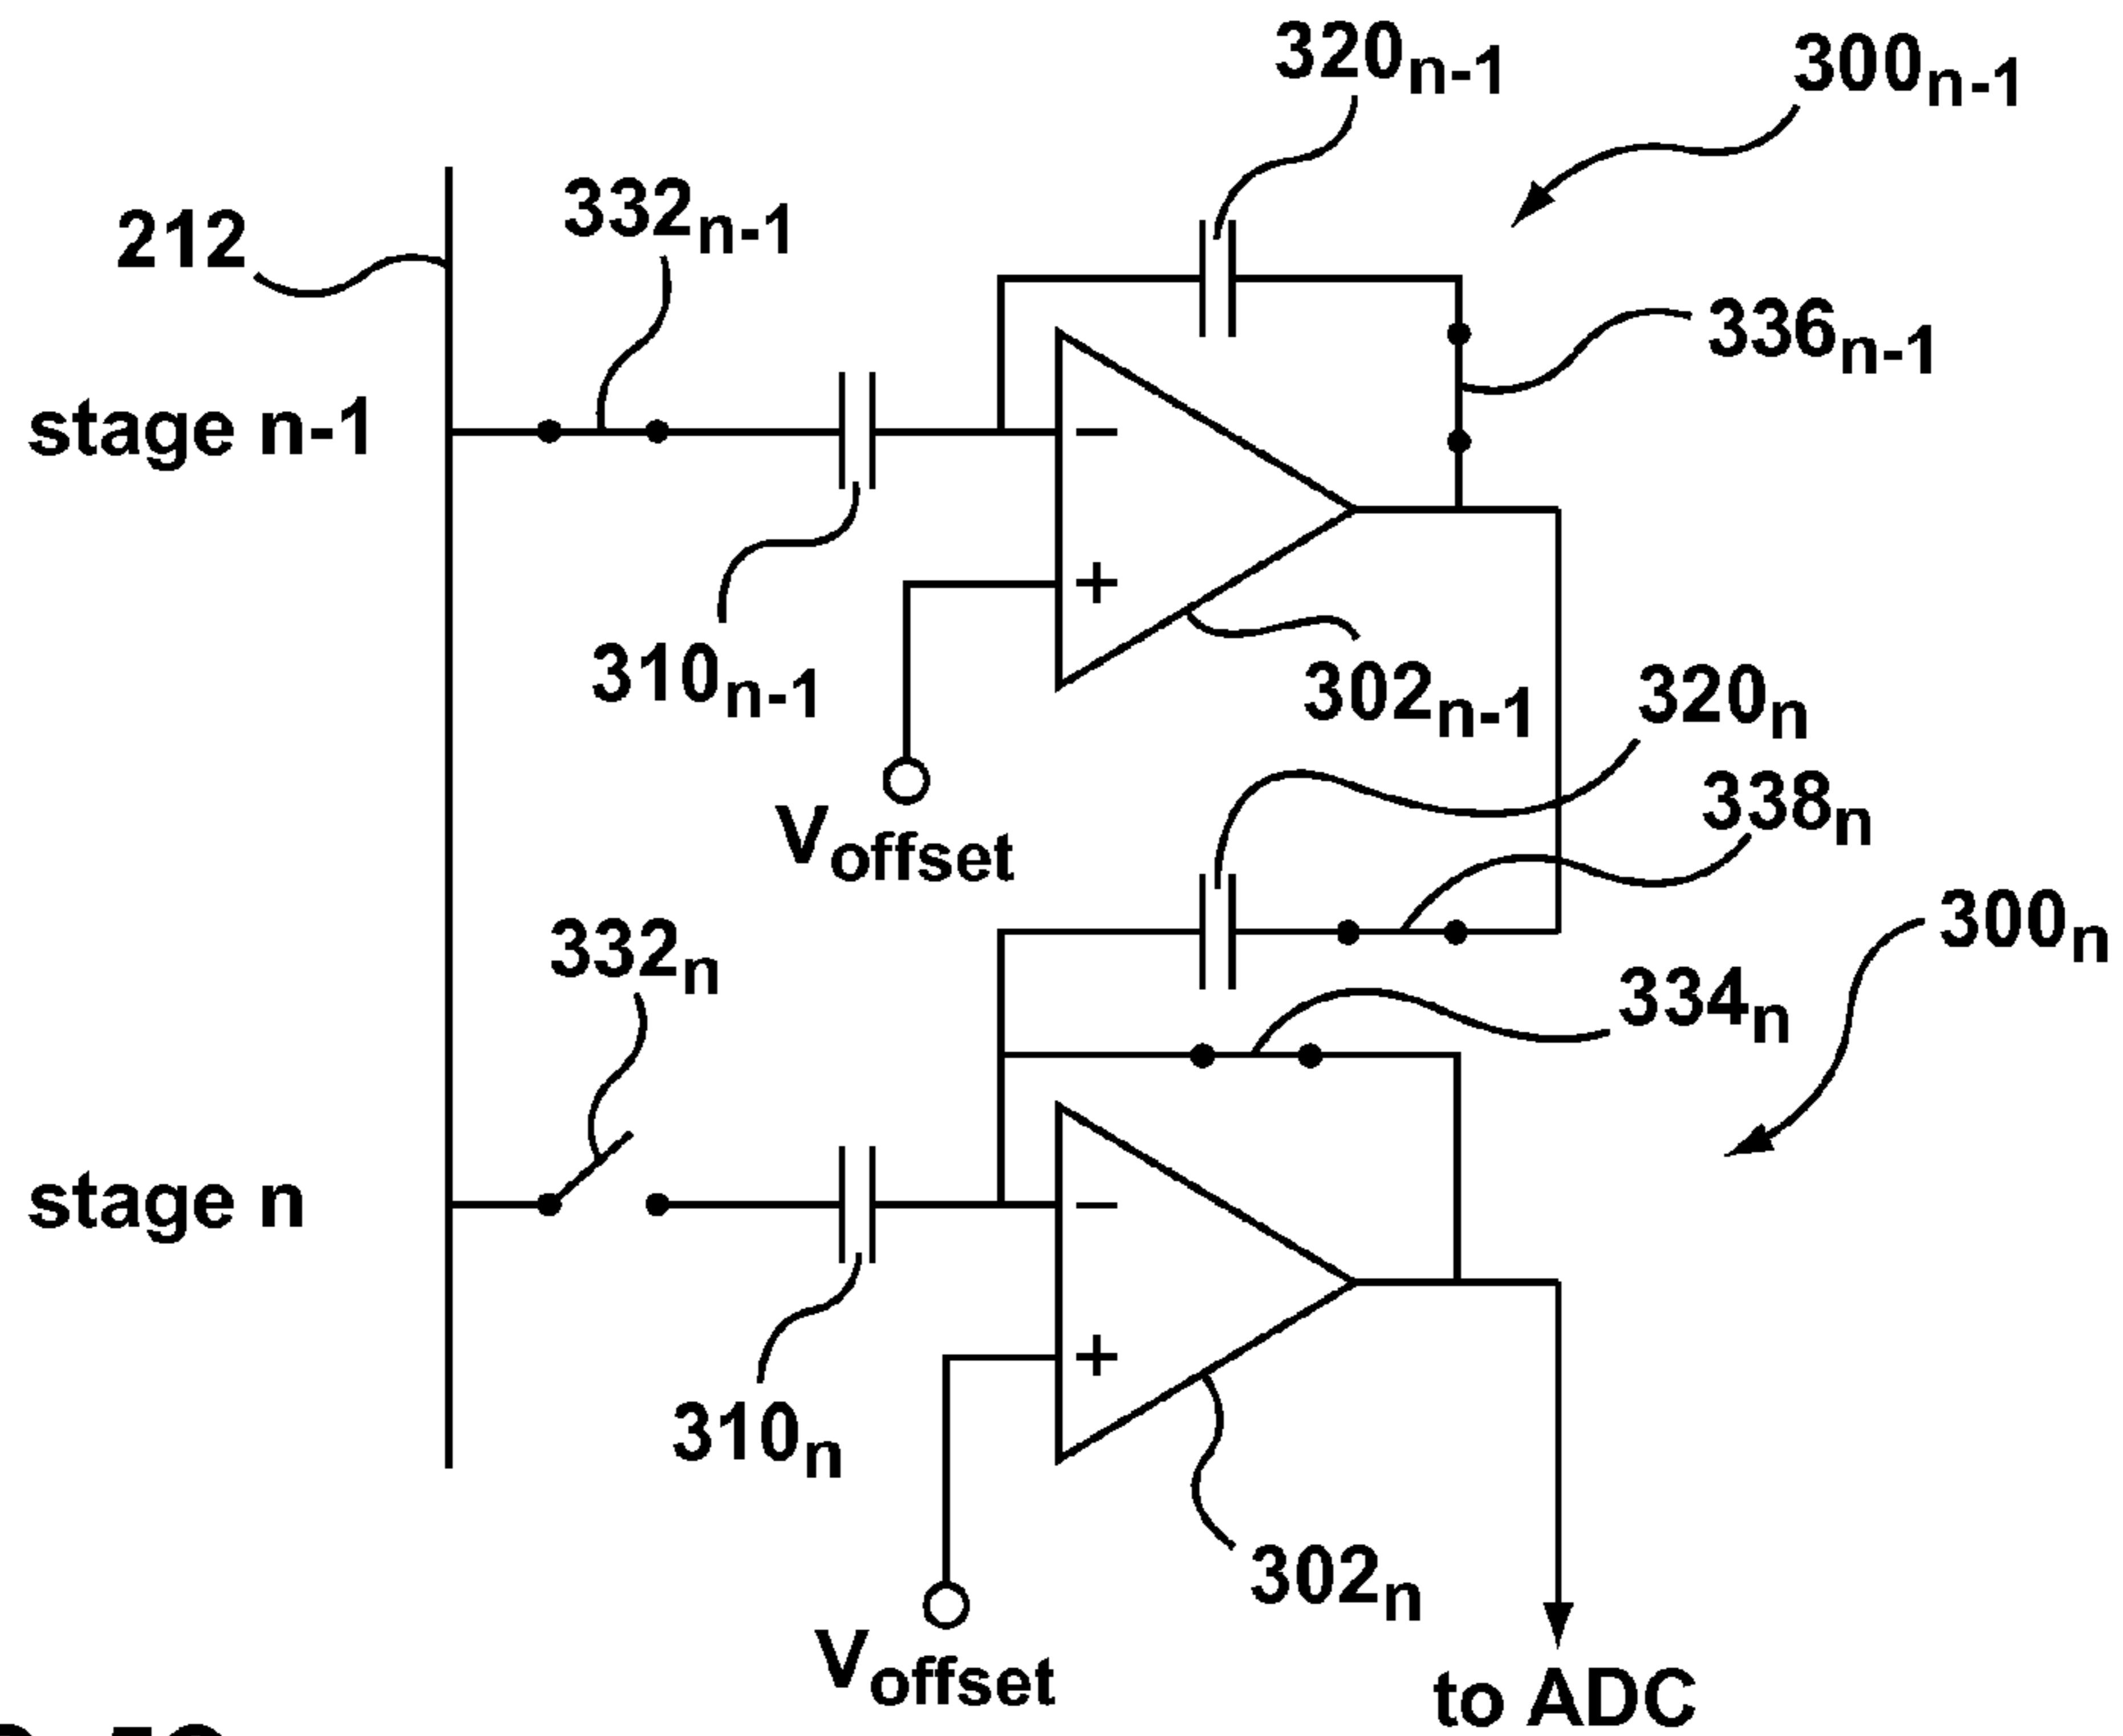 320n-1
300n-1
212
332n-1
336n-1
stage n-1
−
+
310n-1
302n-1
320n
Voffset
338n
332n
300n
334n
stage n
−
+
310n
302n
Voffset
to ADC